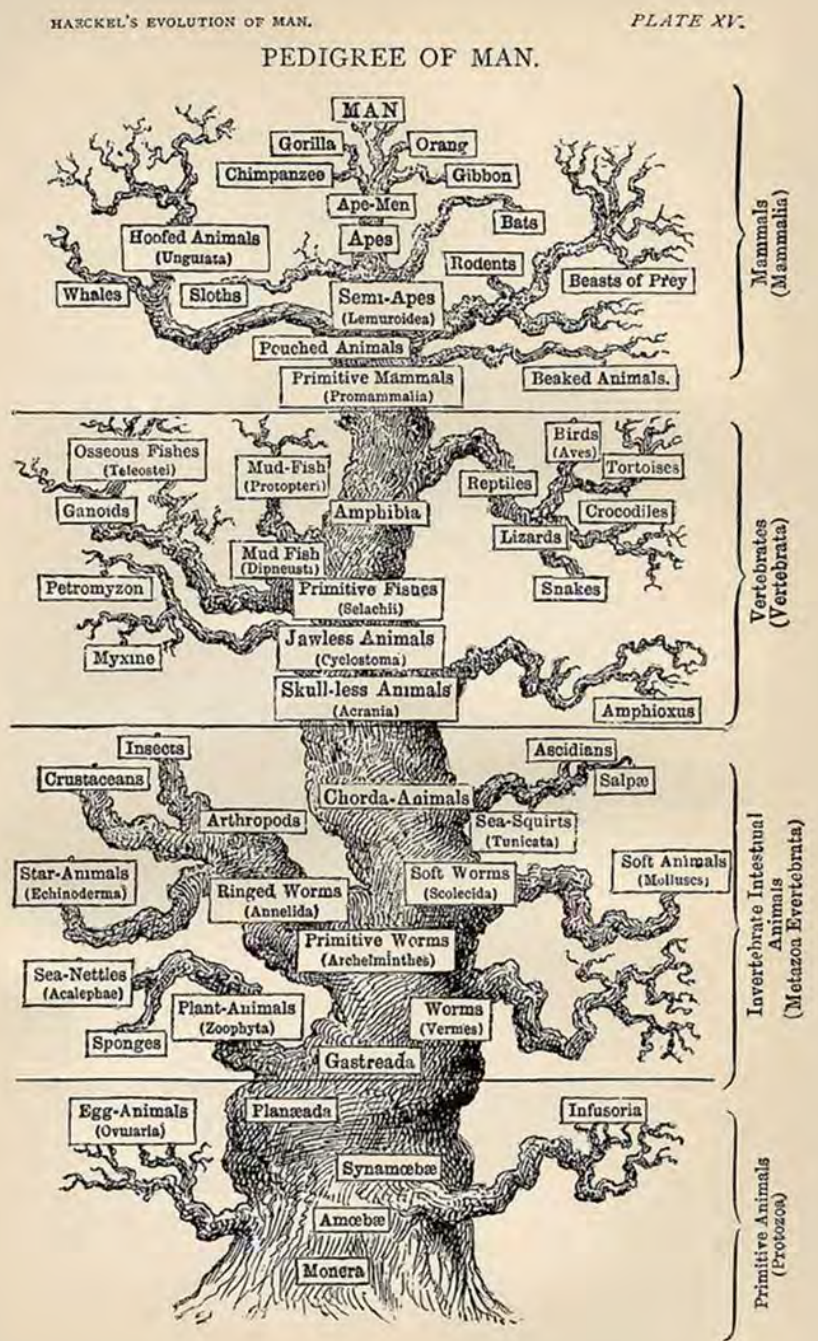 HAECKEL'S EVOLUTION OF MAN.
PLATE XV.
PEDIGREE OF MAN.
MAN
Gorilla
Orang
Chimpanzee
Gibbon
Ape-Men
Bats
Hoofed Animals
(Ungulata)
Apes
Rodents
Whales
Sloths
Semi-Apes
(Lemuroidea)
Beasts of Prey
Pouched Animals
Primitive Mammals
(Promammalia)
Beaked Animals.
Mammals
(Mammalia)
Osseous Fishes
(Teleostei)
Mud-Fish
(Protopteri)
Birds
(Aves)
Tortoises
Reptiles
Ganoids
Amphibia
Crocodiles
Lizards
Mud Fish
(Dipneusti)
Petromyzon
Primitive Fishes
(Selachii)
Snakes
Myxine
Jawless Animals
(Cyclostoma)
Skull-less Animals
(Acrania)
Amphioxus
Vertebrates
(Vertebrata)
Insects
Ascidians
Crustaceans
Salpæ
Chorda-Animals
Arthropods
Sea-Squirts
(Tunicata)
Star-Animals
(Echinoderma)
Ringed Worms
(Annelida)
Soft Worms
(Scolecida)
Soft Animals
(Molluscs)
Primitive Worms
(Archelminthes)
Sea-Nettles
(Acalephae)
Plant-Animals
(Zoophyta)
Worms
(Vermes)
Sponges
Gastreada
Invertebrate Intestinal
Animals
(Metazoa Evertebrata)
Egg-Animals
(Ovularia)
Planæada
Infusoria
Synamœbæ
Amœbæ
Monera
Primitive Animals
(Protozoa)